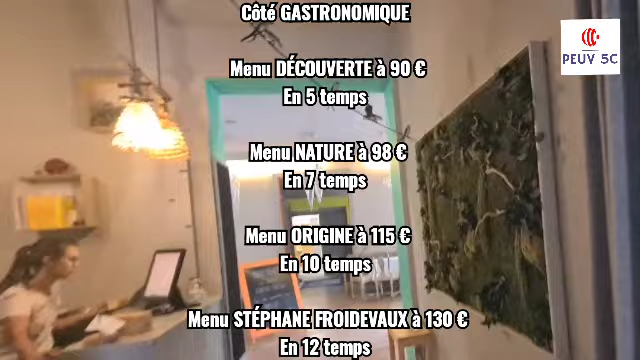 Côté GASTRONOMIQUE
PEUV 5C
Menu DÉCOUVERTE à 90 €
En 5 temps
Menu NATURE à 98 €
En 7 temps
Menu ORIGINE à 115 €
En 10 temps
Menu STÉPHANE FROIDEVAUX à 130 €
En 12 temps